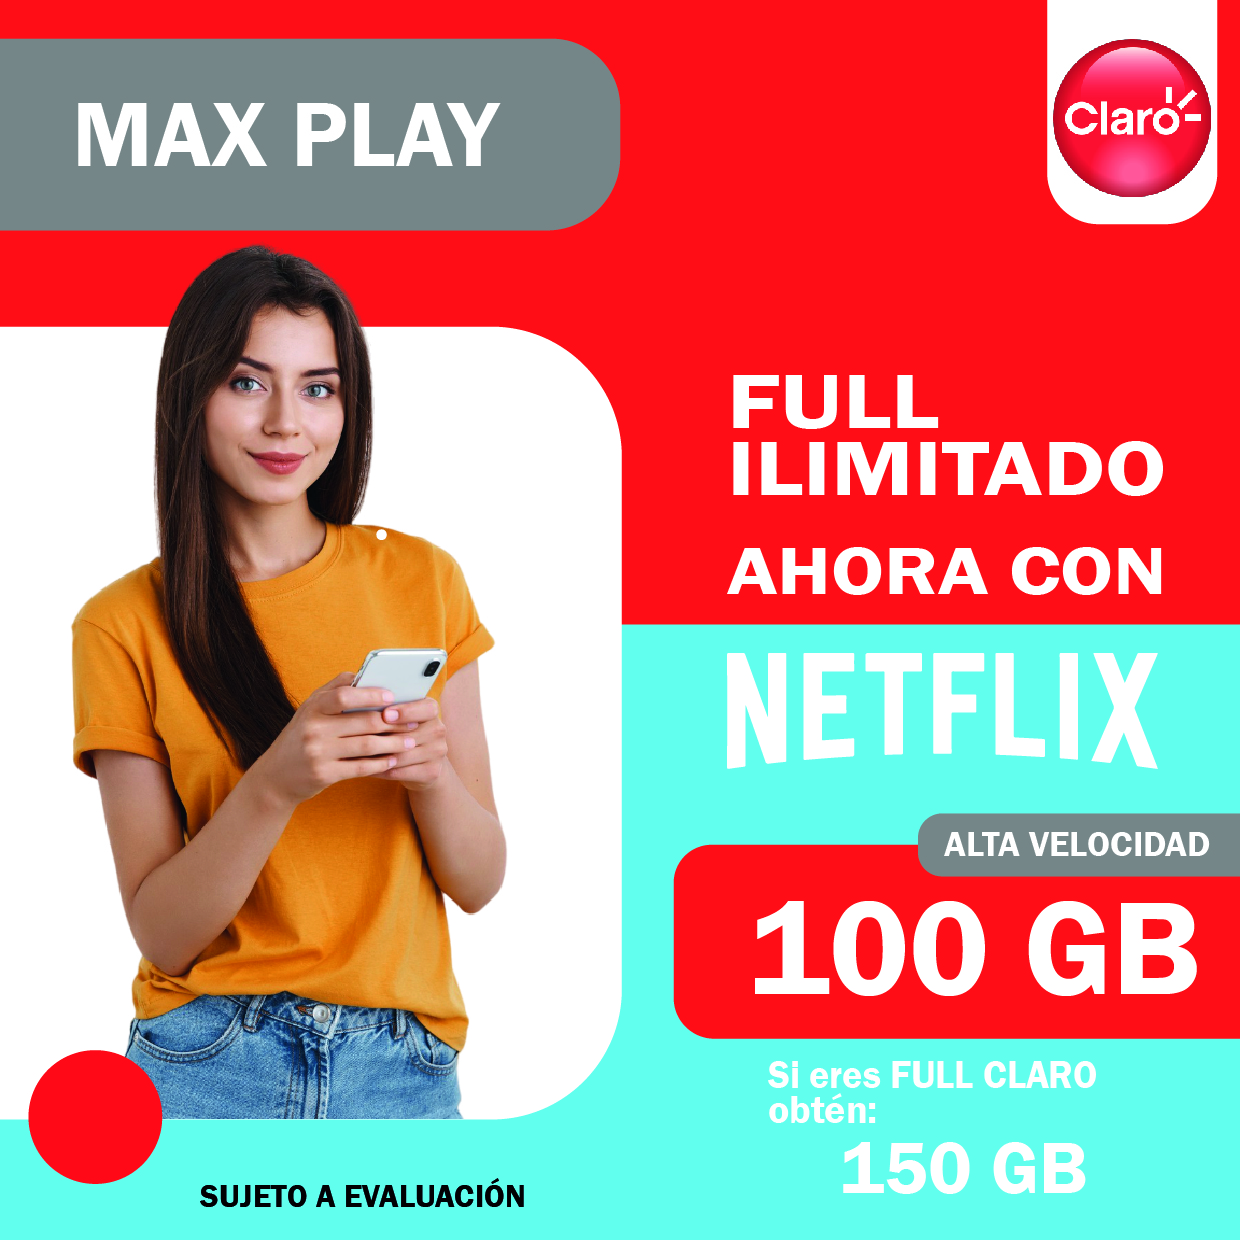 MAX PLAY
Claro
FULL
ILIMITADO
AHORA CON
NETFLIX
ALTA VELOCIDAD
100 GB
Si eres FULL CLARO
obtén:
150 GB
SUJETO A EVALUACIÓN